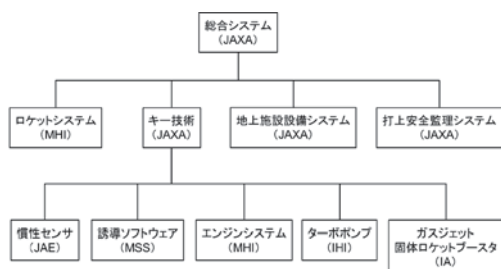 総合システム
(JAXA)
ロケットシステム
(MHI)
キー技術
(JAXA)
地上施設設備システム
(JAXA)
打上安全監理システム
(JAXA)
慣性センサ
(JAE)
誘導ソフトウェア
(MSS)
エンジンシステム
(MHI)
ターボポンプ
(IHI)
ガスジェット
固体ロケットブースタ
(IA)